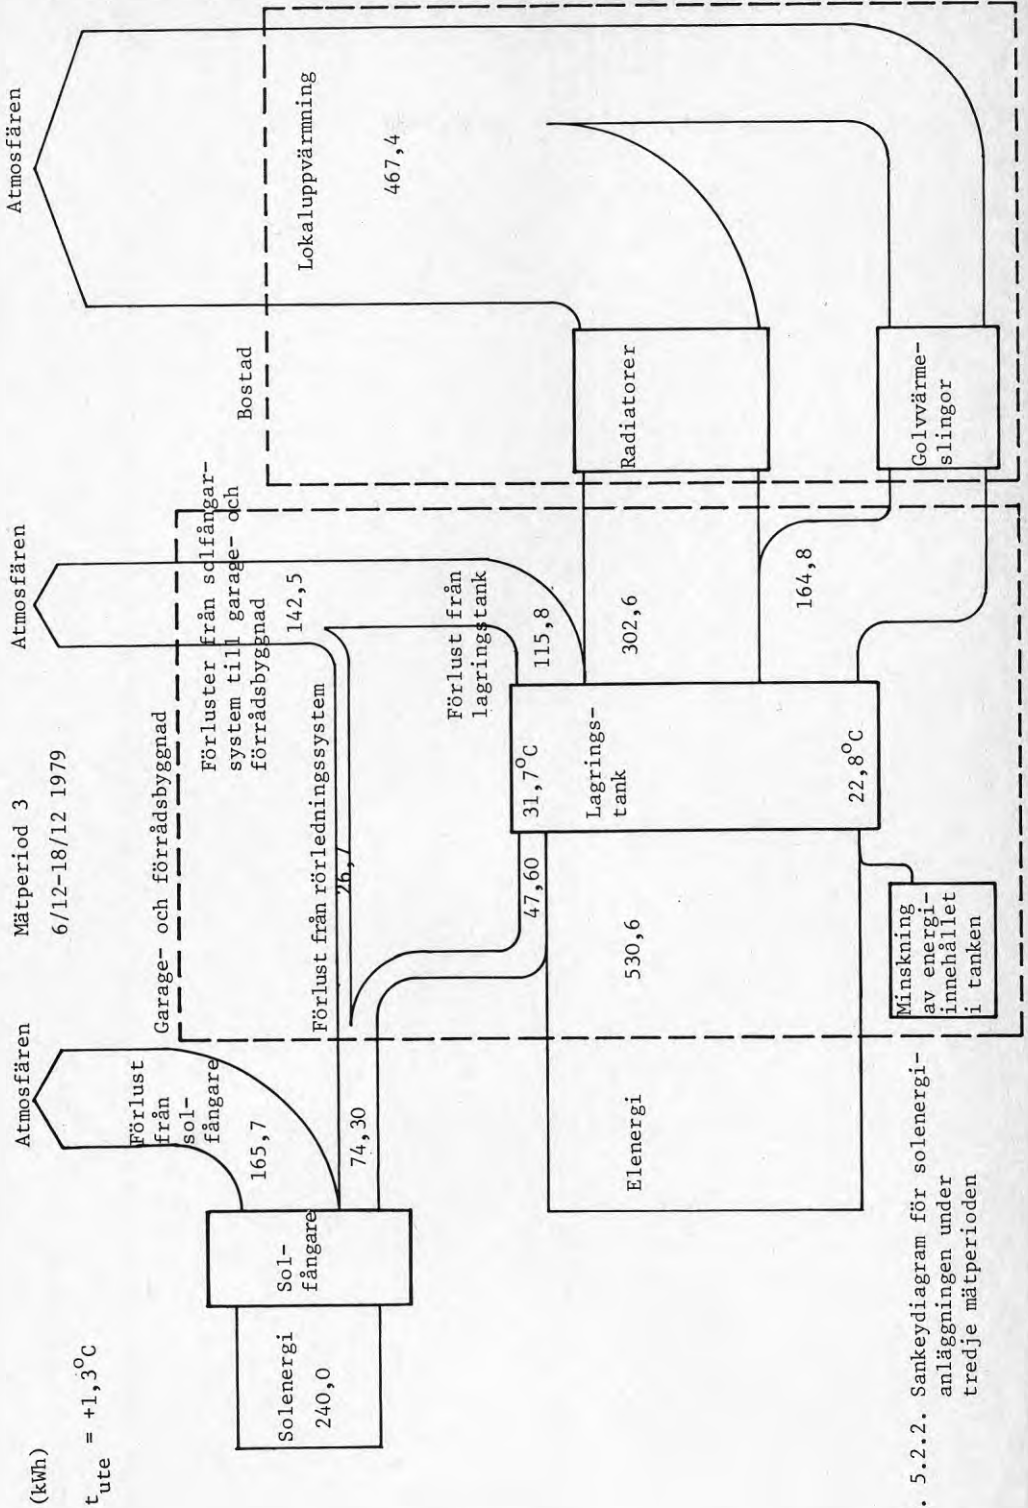 (kWh)
t ute = +1,3°C
Mätperiod 3
6/12-18/12 1979
Atmosfären
Atmosfären
Atmosfären
Garage- och förrådsbyggnad
Bostad
Förlust
från
sol-
fångare
165,7
Förluster från solfångar-
system till garage- och
förrådsbyggnad
142,5
Lokaluppvärmning
467,4
Solenergi
240,0
Sol-
fångare
74,30
Förlust från rörledningssystem
26,7
Förlust från
lagringstank
115,8
47,60
31,7°C
Lagrings-
tank
22,8°C
302,6
Radiatorer
Elenergi
530,6
164,8
Golvvärme-
slingor
Minskning
av energi-
innehållet
i tanken
. 5.2.2. Sankeydiagram för solenergi-
anläggningen under
tredje mätperioden